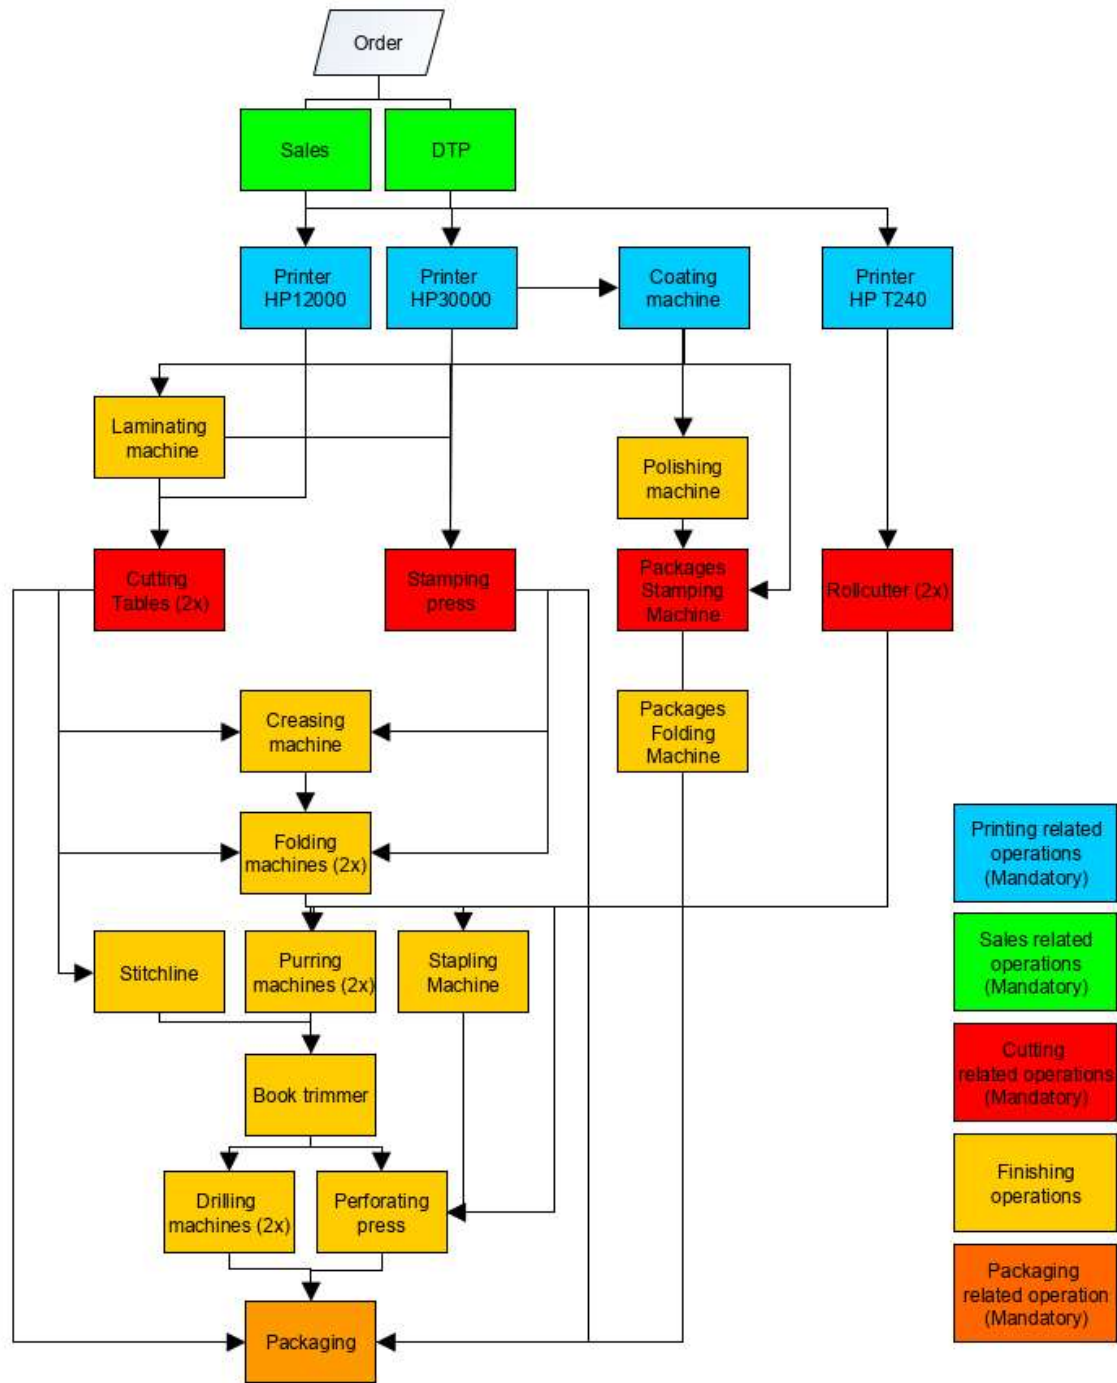 Order
Sales
DTP
Printer
HP12000
Printer
HP30000
Coating
machine
Printer
HP T240
Laminating
machine
Polishing
machine
Cutting
Tables (2x)
Stamping
press
Packages
Stamping
Machine
Rollcutter (2x)
Creasing
machine
Packages
Folding
Machine
Folding
machines (2x)
Stitchline
Purring
machines (2x)
Stapling
Machine
Book trimmer
Drilling
machines (2x)
Perforating
press
Packaging
Printing related
operations
(Mandatory)
Sales related
operations
(Mandatory)
Cutting
related operations
(Mandatory)
Finishing
operations
Packaging
related operation
(Mandatory)